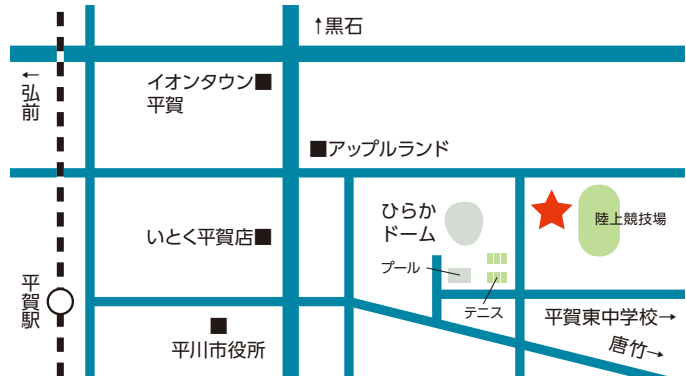 ↑黒石
←弘前
イオンタウン■
平賀
■アップルランド
ひらか
ドーム
陸上競技場
いとく平賀店■
プール
平賀駅
テニス
平賀東中学校→
唐竹→
■
平川市役所